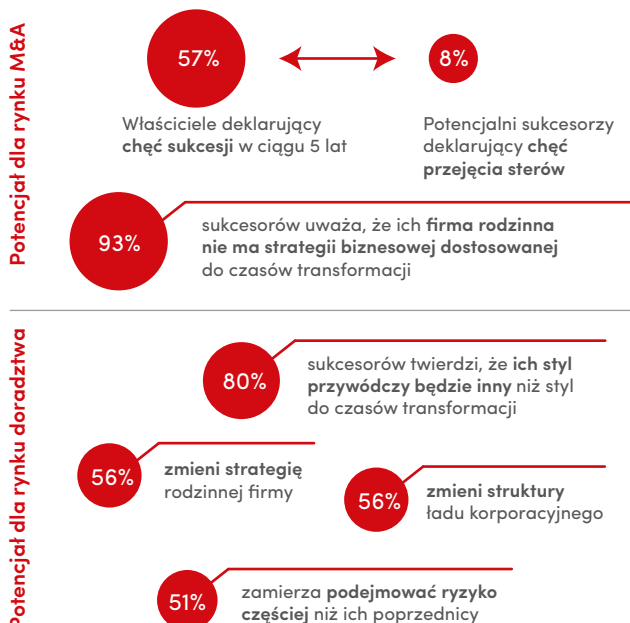 Potencjał dla rynku M&A
57%
8%
Właściciele deklarujący
chęć sukcesji w ciągu 5 lat
Potencjalni sukcesorzy
deklarujący chęć
przejęcia sterów
93%
sukcesorów uważa, że ich firma rodzinna
nie ma strategii biznesowej dostosowanej
do czasów transformacji
Potencjał dla rynku doradztwa
80%
sukcesorów twierdzi, że ich styl
przywódczy będzie inny niż styl
do czasów transformacji
56%
zmieni strategię
rodzinnej firmy
56%
zmieni struktury
ładu korporacyjnego
51%
zamierza podejmować ryzyko
częściej niż ich poprzednicy